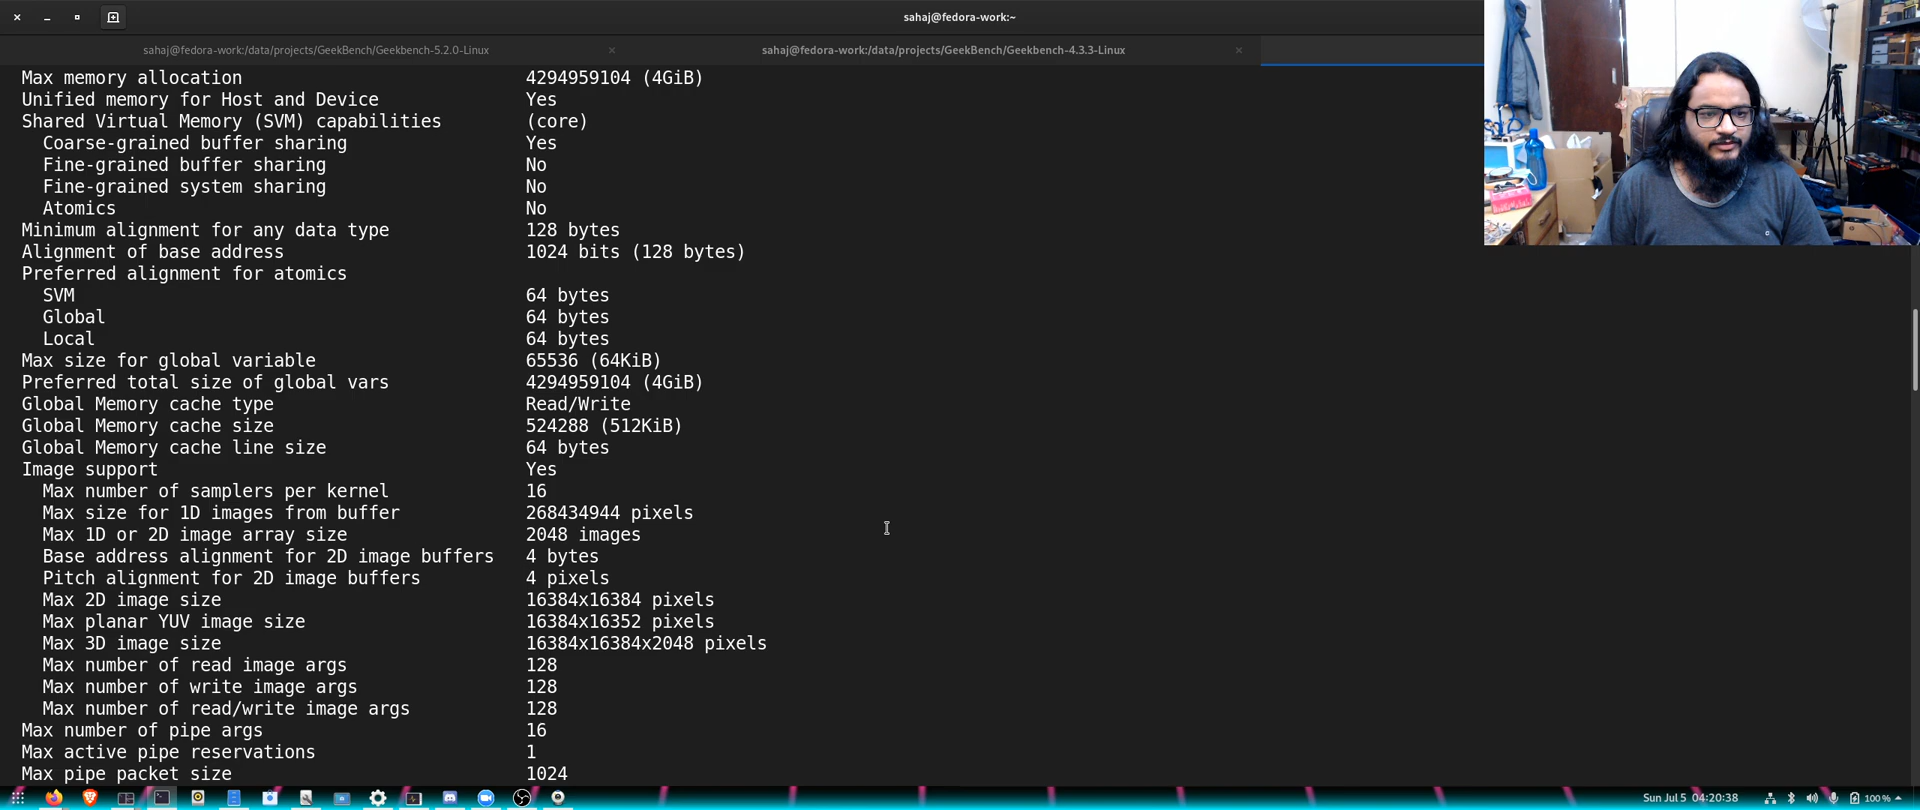 sahaj@fedora-work:~
sahaj@fedora-work:/data/projects/GeekBench/Geekbench-5.2.0-Linux
sahaj@fedora-work:/data/projects/GeekBench/Geekbench-4.3.3-Linux
Max memory allocation 4294959104 (4GiB)
Unified memory for Host and Device Yes
Shared Virtual Memory (SVM) capabilities (core)
Coarse-grained buffer sharing Yes
Fine-grained buffer sharing No
Fine-grained system sharing No
Atomics No
Minimum alignment for any data type 128 bytes
Alignment of base address 1024 bits (128 bytes)
Preferred alignment for atomics
SVM 64 bytes
Global 64 bytes
Local 64 bytes
Max size for global variable 65536 (64KiB)
Preferred total size of global vars 4294959104 (4GiB)
Global Memory cache type Read/Write
Global Memory cache size 524288 (512KiB)
Global Memory cache line size 64 bytes
Image support Yes
Max number of samplers per kernel 16
Max size for 1D images from buffer 268434944 pixels
Max 1D or 2D image array size 2048 images
Base address alignment for 2D image buffers 4 bytes
Pitch alignment for 2D image buffers 4 pixels
Max 2D image size 16384x16384 pixels
Max planar YUV image size 16384x16352 pixels
Max 3D image size 16384x16384x2048 pixels
Max number of read image args 128
Max number of write image args 128
Max number of read/write image args 128
Max number of pipe args 16
Max active pipe reservations 1
Max pipe packet size 1024
Sun Jul 5 04:20:38
100 %